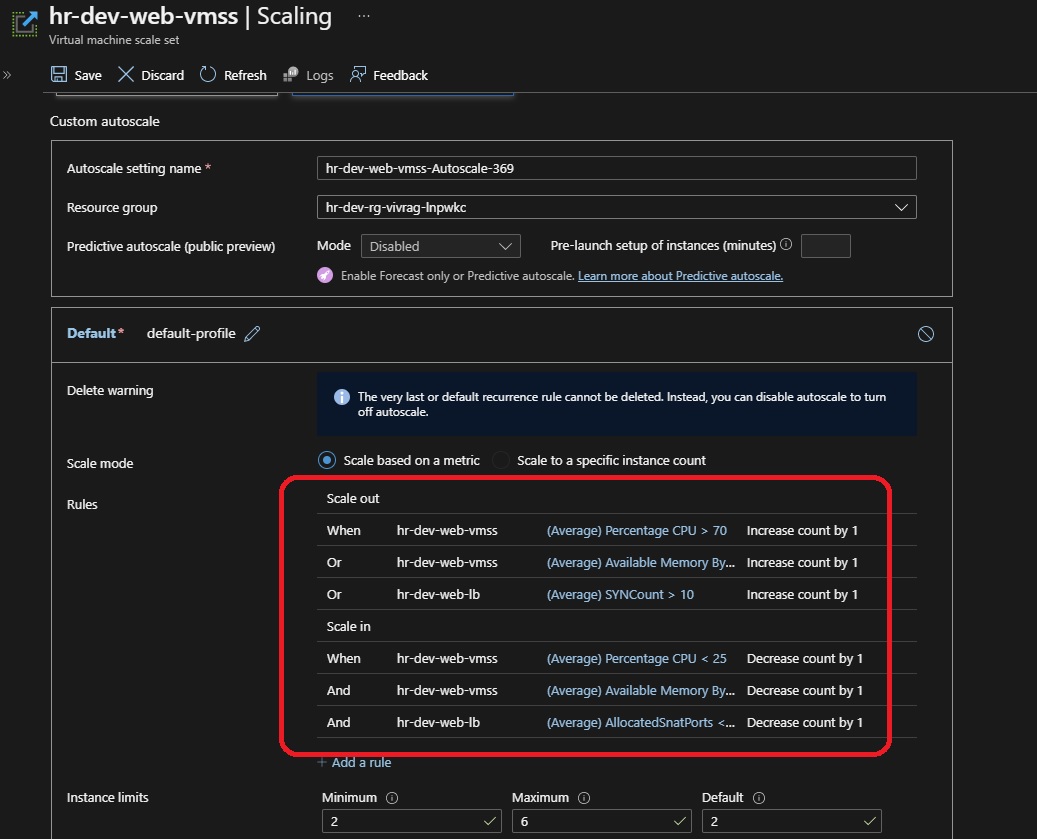 hr-dev-web-vmss | Scaling ...
Virtual machine scale set
» Save Discard Refresh Logs Feedback
Custom autoscale
Autoscale setting name * hr-dev-web-vmss-Autoscale-369
Resource group hr-dev-rg-vivrag-lnpwkc
Predictive autoscale (public preview) Mode Disabled Pre-launch setup of instances (minutes)
Enable Forecast only or Predictive autoscale. Learn more about Predictive autoscale.
Default* default-profile
Delete warning
The very last or default recurrence rule cannot be deleted. Instead, you can disable autoscale to turn
off autoscale.
Scale mode Scale based on a metric Scale to a specific instance count
Rules
Scale out
When hr-dev-web-vmss (Average) Percentage CPU > 70 Increase count by 1
Or hr-dev-web-vmss (Average) Available Memory By... Increase count by 1
Or hr-dev-web-lb (Average) SYNCount > 10 Increase count by 1
Scale in
When hr-dev-web-vmss (Average) Percentage CPU < 25 Decrease count by 1
And hr-dev-web-vmss (Average) Available Memory By... Decrease count by 1
And hr-dev-web-lb (Average) AllocatedSnatPorts <... Decrease count by 1
+ Add a rule
Instance limits Minimum Maximum Default
2 6 2